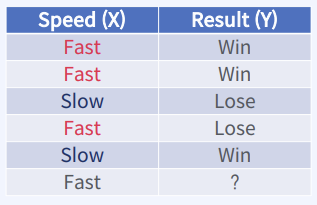 Speed (X) Result (Y)
Fast Win
Fast Win
Slow Lose
Fast Lose
Slow Win
Fast ?